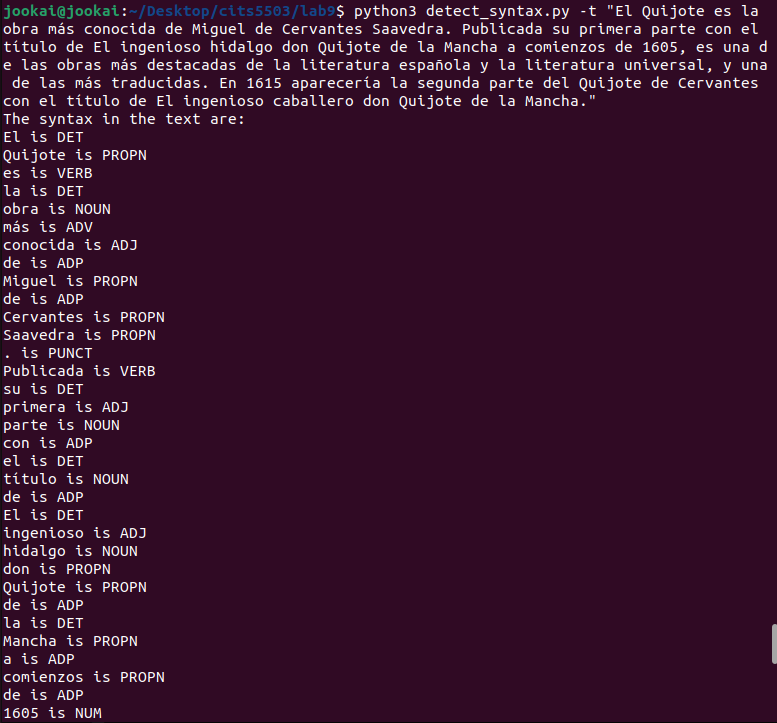 jookai@jookai:~/Desktop/cits5503/lab9$ python3 detect_syntax.py -t "El Quijote es la
obra más conocida de Miguel de Cervantes Saavedra. Publicada su primera parte con el
título de El ingenioso hidalgo don Quijote de la Mancha a comienzos de 1605, es una d
e las obras más destacadas de la literatura española y la literatura universal, y una
 de las más traducidas. En 1615 aparecería la segunda parte del Quijote de Cervantes
con el título de El ingenioso caballero don Quijote de la Mancha."
The syntax in the text are:
El is DET
Quijote is PROPN
es is VERB
la is DET
obra is NOUN
más is ADV
conocida is ADJ
de is ADP
Miguel is PROPN
de is ADP
Cervantes is PROPN
Saavedra is PROPN
. is PUNCT
Publicada is VERB
su is DET
primera is ADJ
parte is NOUN
con is ADP
el is DET
título is NOUN
de is ADP
El is DET
ingenioso is ADJ
hidalgo is NOUN
don is PROPN
Quijote is PROPN
de is ADP
la is DET
Mancha is PROPN
a is ADP
comienzos is PROPN
de is ADP
1605 is NUM